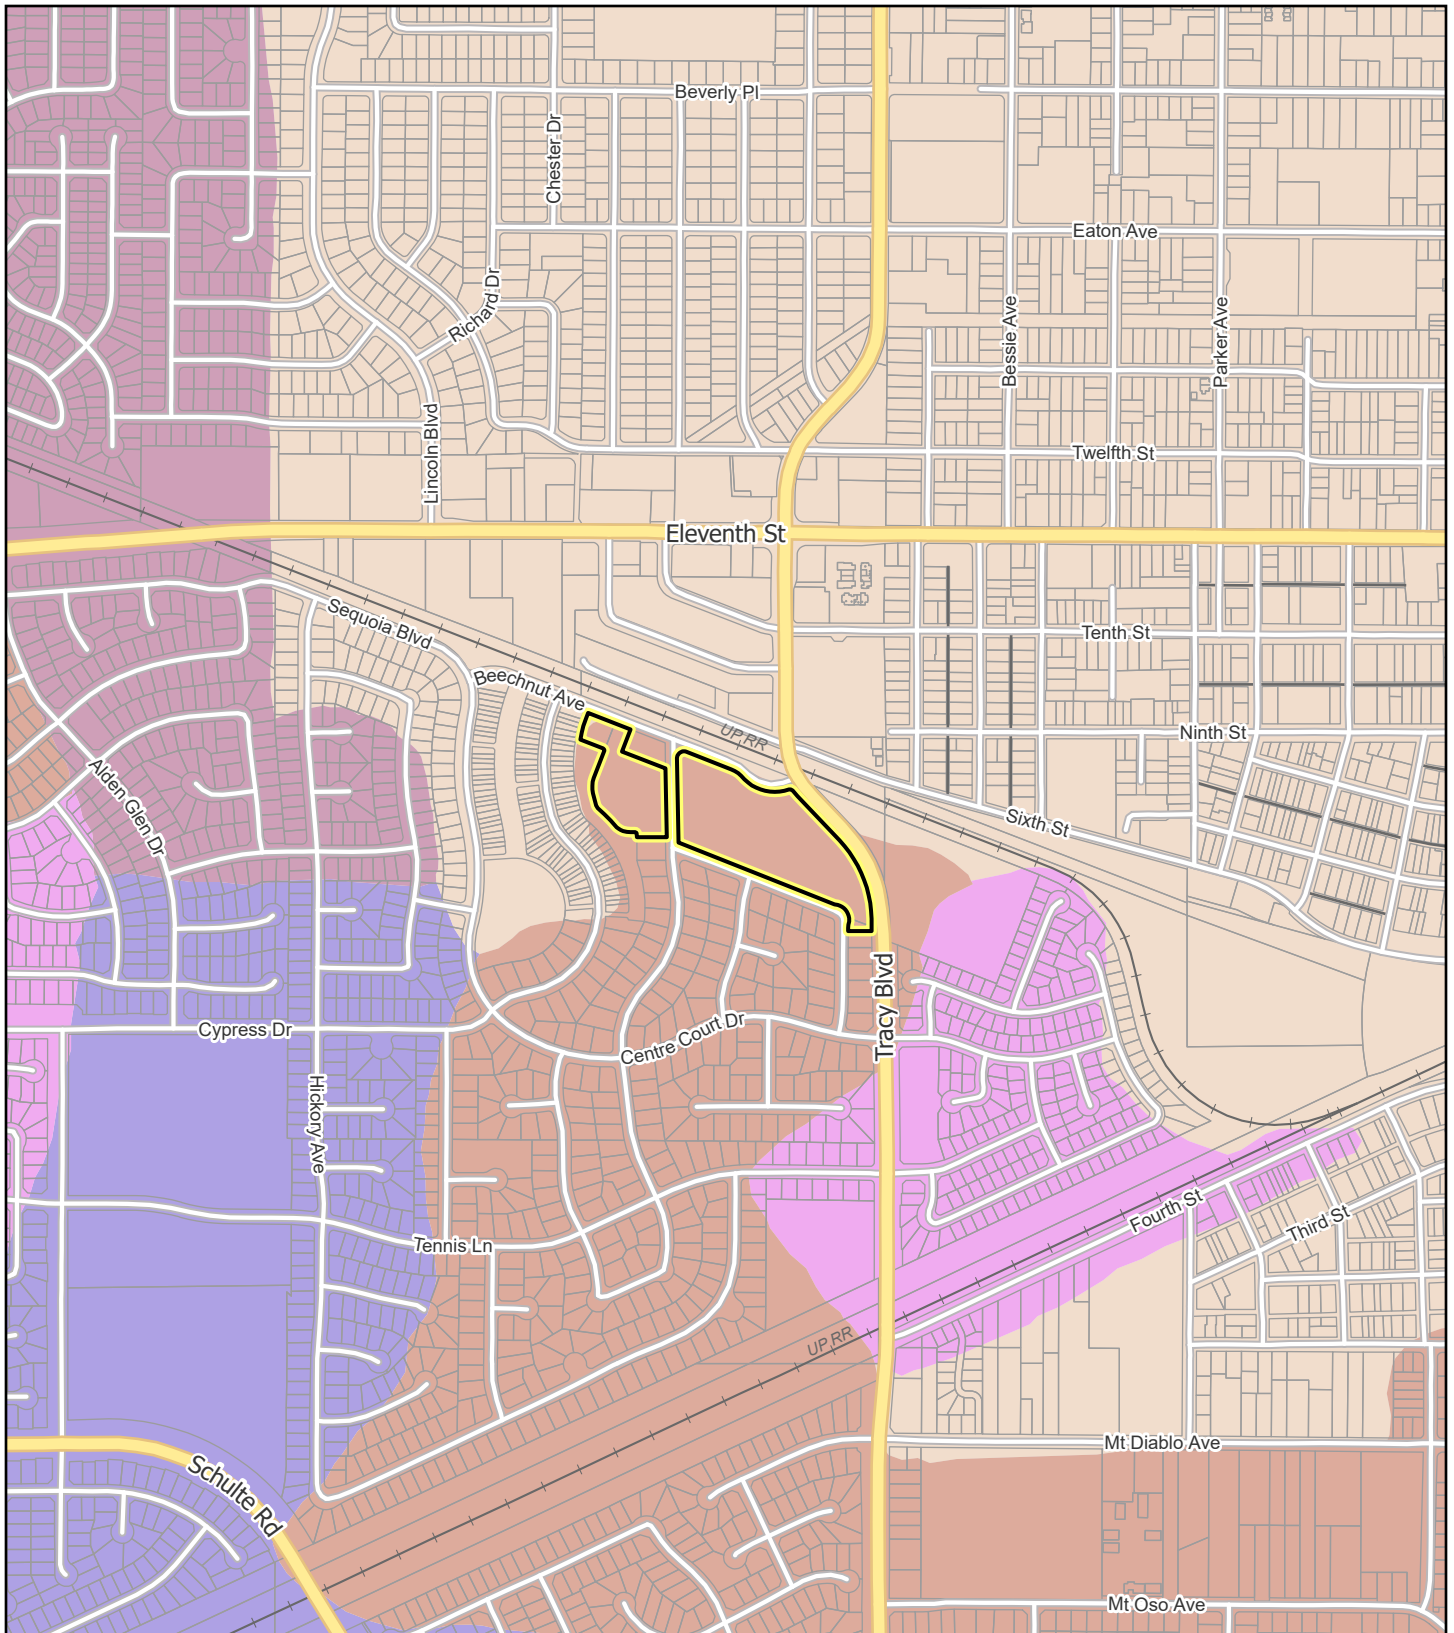 Beverly Pl
Chester Dr
Eaton Ave
Richard Dr
Bessie Ave
Parker Ave
Lincoln Blvd
Twelfth St
Eleventh St
Sequoia Blvd
Tenth St
Beechnut Ave
UP RR
Ninth St
Alden Glen Dr
Sixth St
Tracy Blvd
Cypress Dr
Centre Court Dr
Hickory Ave
Fourth St
Third St
Tennis Ln
UP RR
Mt Diablo Ave
Schulte Rd
Mt Oso Ave